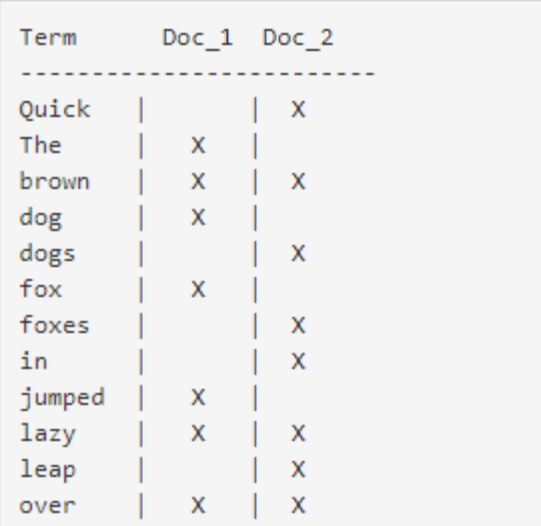 Term      Doc_1  Doc_2
-------------------------
Quick   |       |  X
The     |   X   |
brown   |   X   |  X
dog     |   X   |
dogs    |       |  X
fox     |   X   |
foxes   |       |  X
in      |       |  X
jumped  |   X   |
lazy    |   X   |  X
leap    |       |  X
over    |   X   |  X